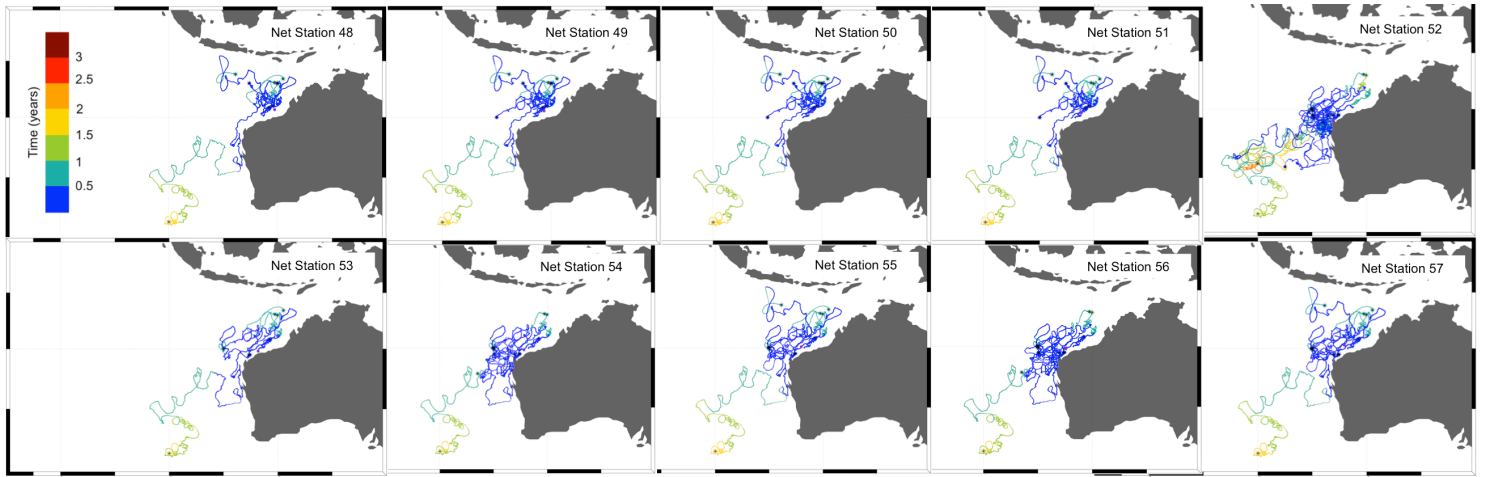 Net Station 48
Net Station 49
Net Station 50
Net Station 51
Net Station 52
Time (years)
3
2.5
2
1.5
1
0.5
Net Station 53
Net Station 54
Net Station 55
Net Station 56
Net Station 57